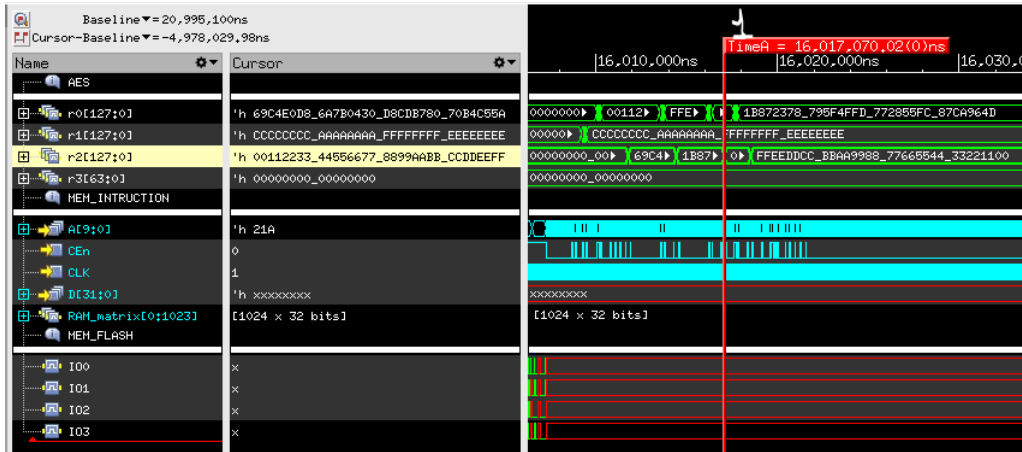 Baseline▼= 20,995,100ns
Cursor-Baseline▼= -4,978,029.98ns
TimeA = 16,017,070.02(0)ns
Name Cursor |16,010,000ns |16,020,000ns |16,030,0
AES
r0[127:0] 'h 69C4E0D8_6A7B0430_D8CDB780_70B4C55A 0000000▶ 00112▶ FFE▶ 1B872378_795F4FFD_772855FC_87CA964D
r1[127:0] 'h CCCCCCCC_AAAAAAAA_FFFFFFFF_EEEEEEEE 00000▶ CCCCCCCC_AAAAAAAA_FFFFFFFF_EEEEEEEE
r2[127:0] 'h 00112233_44556677_8899AABB_CCDDEEFF 00000000_00▶ 69C4▶ 1B87▶ 0▶ FFEEDDCC_BBAA9988_77665544_33221100
r3[63:0] 'h 00000000_00000000 00000000_00000000
MEM_INTRUCTION
A[9:0] 'h 21A
CEn 0
CLK 1
D[31:0] 'h xxxxxxxx xxxxxxxx
RAM_matrix[0:1023] [1024 x 32 bits] [1024 x 32 bits]
MEM_FLASH
IO0 x
IO1 x
IO2 x
IO3 x